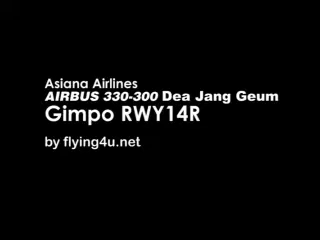 Asiana Airlines
AIRBUS 330-300 Dea Jang Geum
Gimpo RWY14R
by flying4u.net